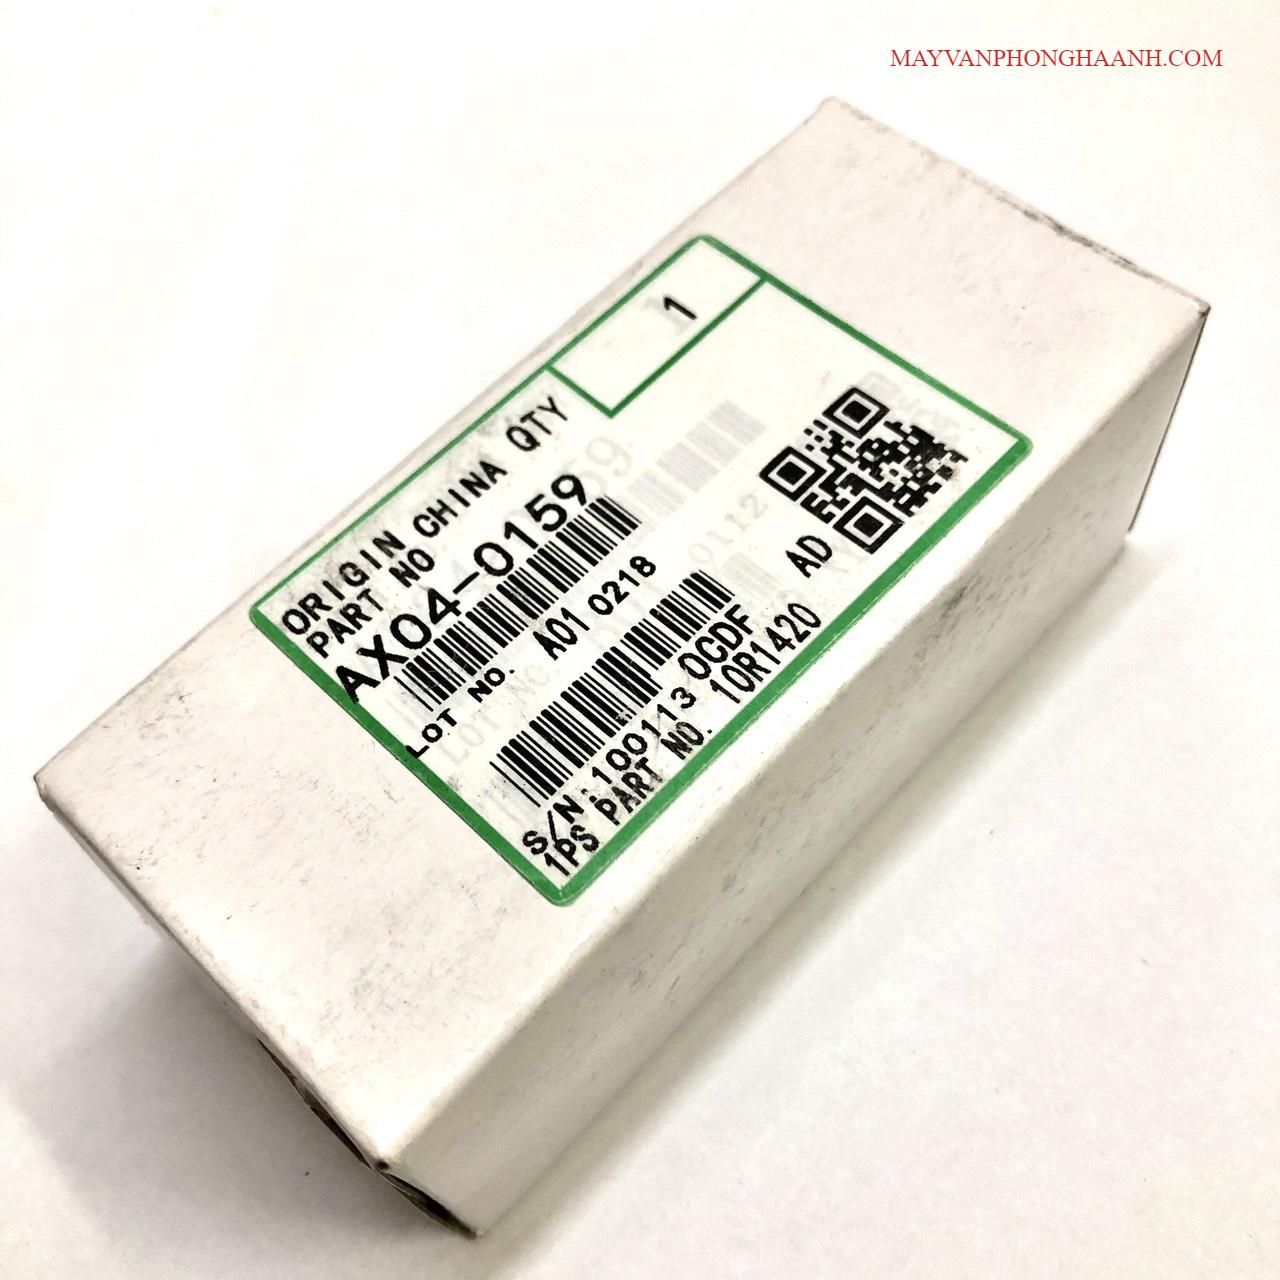 MAYVANPHONGHAANH.COM
ORIGIN CHINA QTY 1
PART NO
AX04-0159
LOT NO. A01 0218
AD
S/N:100113 0CDF
1PS PART NO. 10R1420